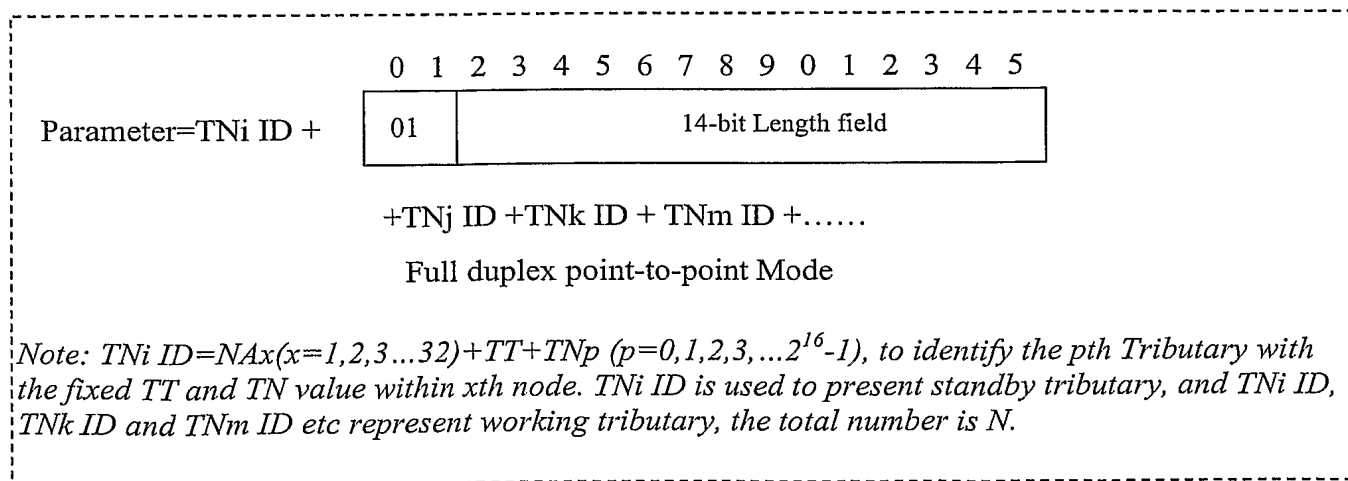 0 1 2 3 4 5 6 7 8 9 0 1 2 3 4 5
Parameter=TNi ID + 01 14-bit Length field
+TNj ID +TNk ID + TNm ID +......
Full duplex point-to-point Mode
Note: TNi ID=NAx(x=1,2,3...32)+TT+TNp (p=0,1,2,3,...2^16-1), to identify the pth Tributary with
the fixed TT and TN value within xth node. TNi ID is used to present standby tributary, and TNi ID,
TNk ID and TNm ID etc represent working tributary, the total number is N.